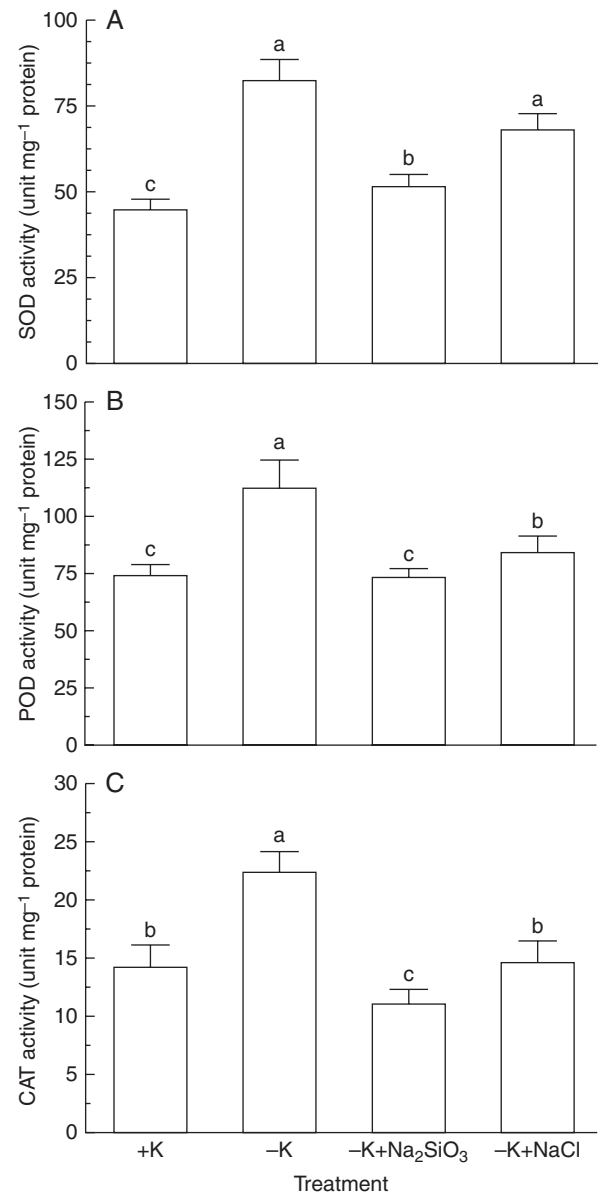 A
SOD activity (unit mg⁻¹ protein)
100
75
50
25
0
c
a
b
a
B
POD activity (unit mg⁻¹ protein)
150
125
100
75
50
25
0
c
a
c
b
C
CAT activity (unit mg⁻¹ protein)
30
25
20
15
10
5
0
b
a
c
b
+K
–K
–K+Na₂SiO₃
–K+NaCl
Treatment